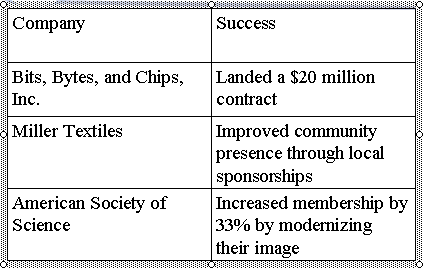 Company
Success
Bits, Bytes, and Chips,
Inc.
Landed a $20 million
contract
Miller Textiles
Improved community
presence through local
sponsorships
American Society of
Science
Increased membership by
33% by modernizing
their image